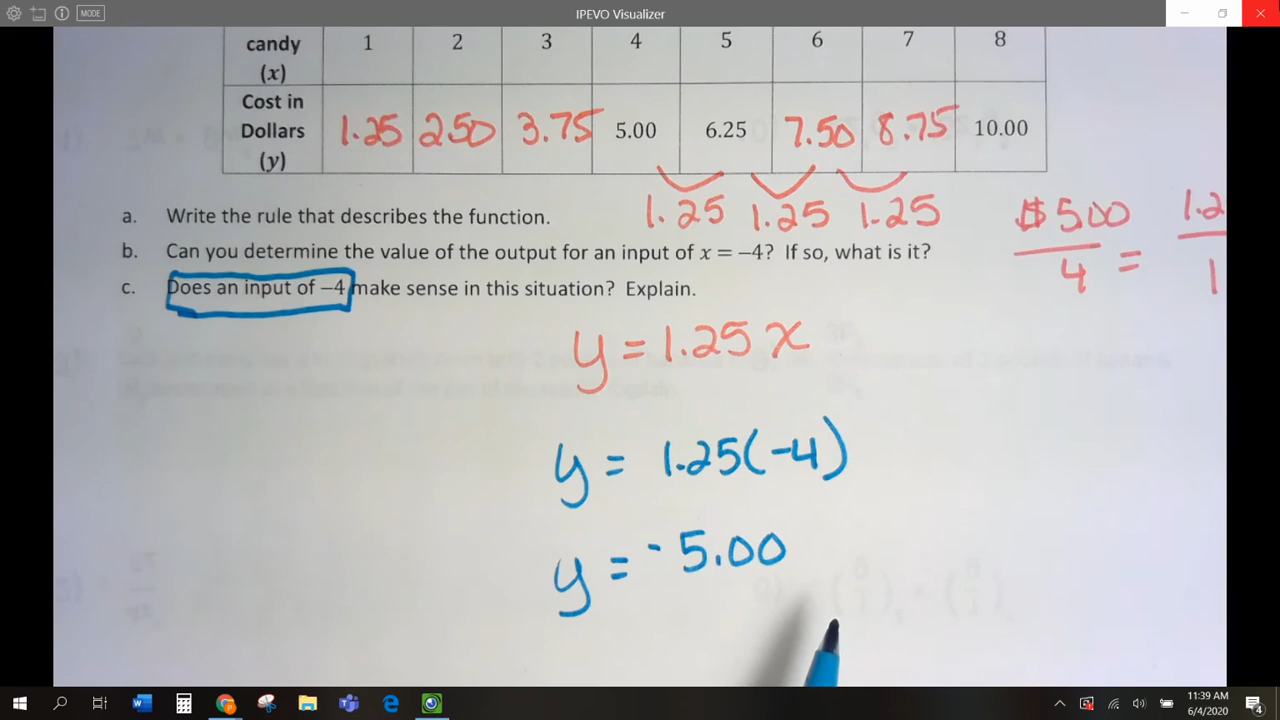 MODE IPEVO Visualizer
candy (x) 1 2 3 4 5 6 7 8
Cost in Dollars (y) 1.25 2.50 3.75 5.00 6.25 7.50 8.75 10.00
1.25 1.25 1.25
$5.00 / 4 =
a. Write the rule that describes the function.
b. Can you determine the value of the output for an input of x = −4? If so, what is it?
c. Does an input of −4 make sense in this situation? Explain.
y = 1.25 x
y = 1.25(-4)
y = -5.00
11:39 AM
6/4/2020
4